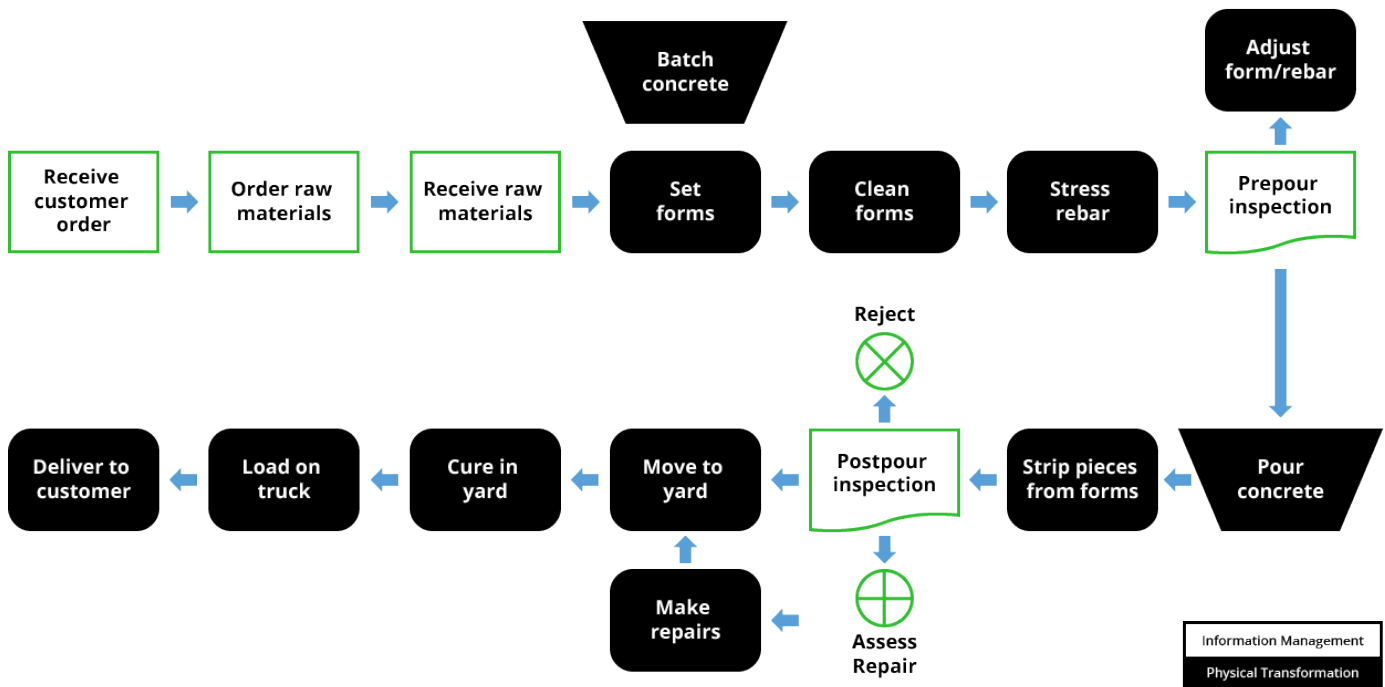 Batch
concrete
Adjust
form/rebar
Receive
customer
order
Order raw
materials
Receive raw
materials
Set
forms
Clean
forms
Stress
rebar
Prepour
inspection
Reject
Deliver to
customer
Load on
truck
Cure in
yard
Move to
yard
Postpour
inspection
Strip pieces
from forms
Pour
concrete
Make
repairs
Assess
Repair
Information Management
Physical Transformation